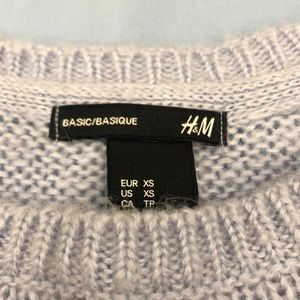 BASIC/BASIQUE
H&M
EUR XS
US XS
CA TP